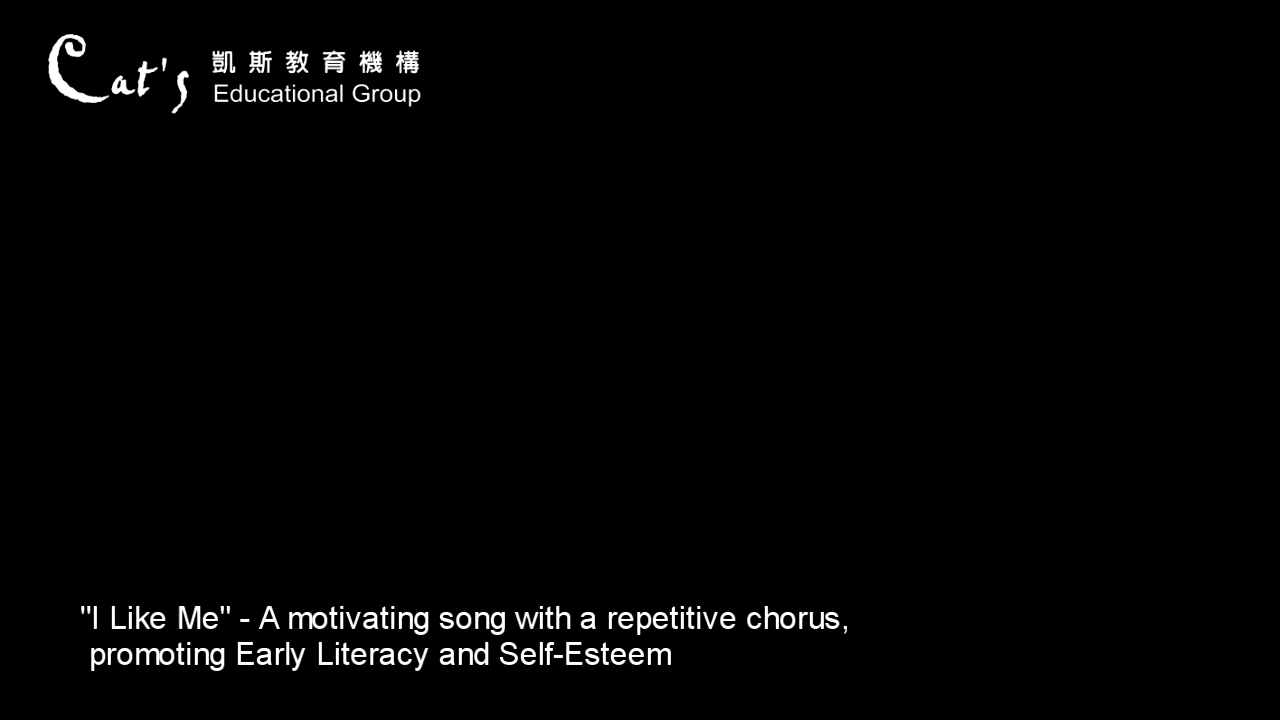 Cat's
凱斯教育機構
Educational Group
"I Like Me" - A motivating song with a repetitive chorus,
promoting Early Literacy and Self-Esteem